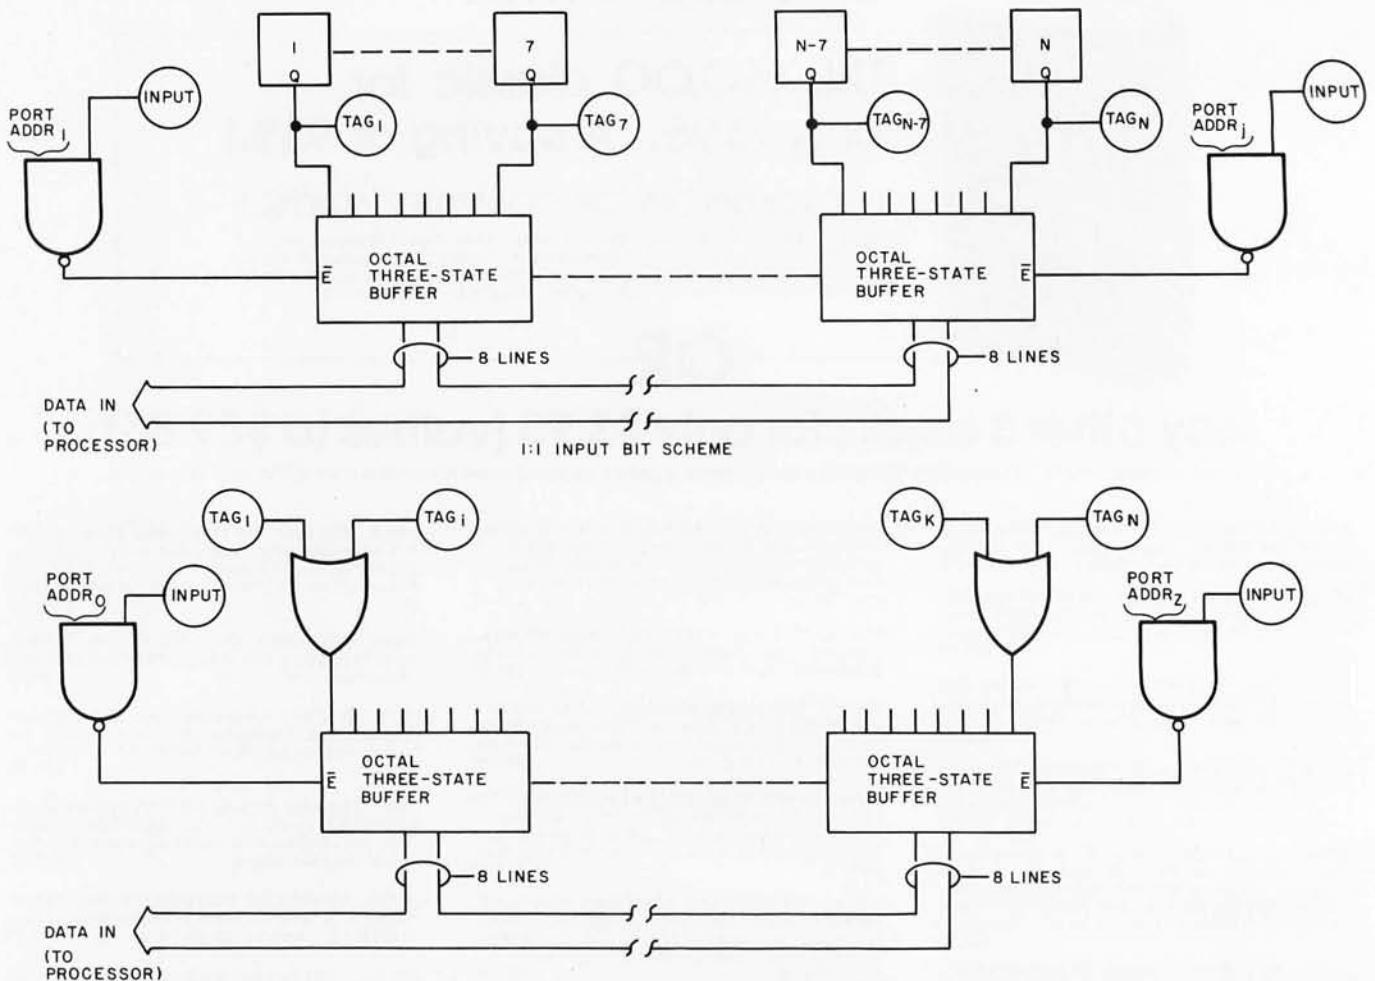 1 7 N-7 N
Q Q Q Q
INPUT TAG1 TAG7 TAGN-7 TAGN INPUT
PORT
ADDR1
PORT
ADDRj
OCTAL
THREE-STATE
BUFFER
E̅
OCTAL
THREE-STATE
BUFFER
E̅
8 LINES 8 LINES
DATA IN
(TO
PROCESSOR)
1:1 INPUT BIT SCHEME
TAG1 TAGi TAGK TAGN
PORT
ADDR0
INPUT
PORT
ADDRZ
INPUT
OCTAL
THREE-STATE
BUFFER
E̅
OCTAL
THREE-STATE
BUFFER
E̅
8 LINES 8 LINES
DATA IN
(TO
PROCESSOR)